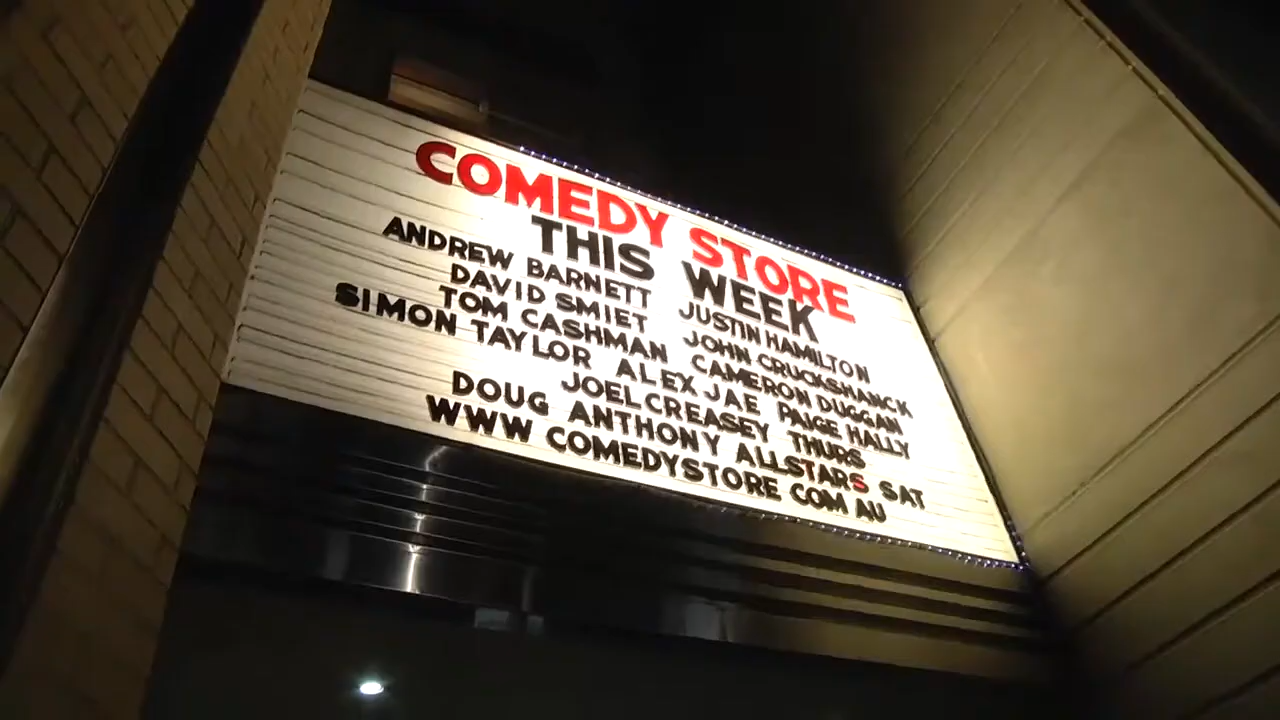 COMEDY STORE
THIS WEEK
ANDREW BARNETT JUSTIN HAMILTON
DAVID SMIET JOHN CRUCKSHANCK
TOM CASHMAN CAMERON DUGGAN
SIMON TAYLOR ALEX JAE PAIGE HALLY
JOEL CREASEY THURS
DOUG ANTHONY ALLSTARS SAT
WWW COMEDYSTORE COM AU